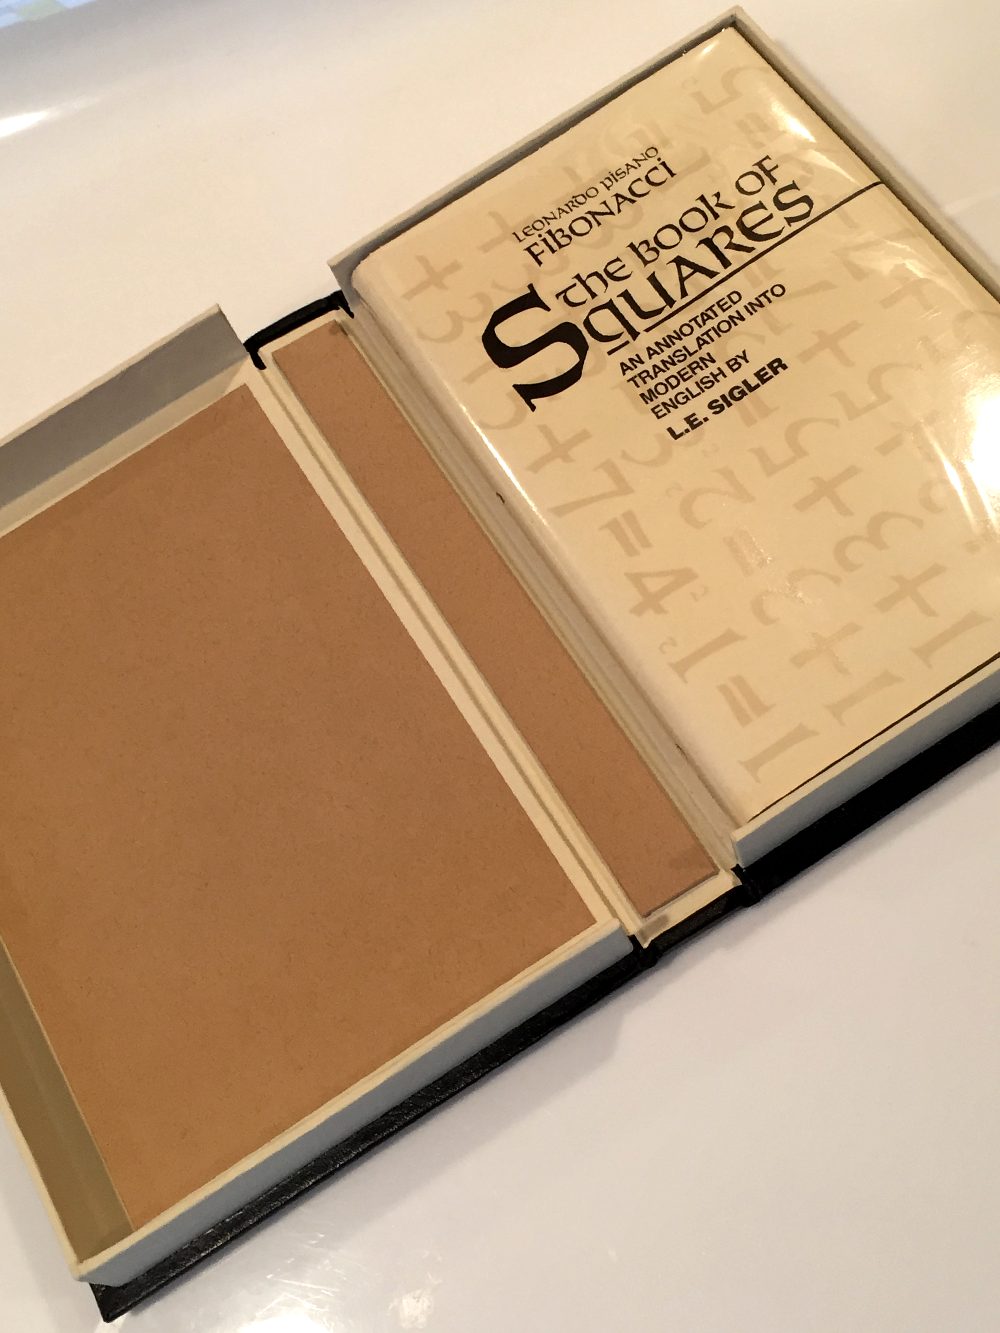 LEONARDO PISANO
FIBONACCI
THE BOOK OF
SQUARES
AN ANNOTATED
TRANSLATION INTO
MODERN
ENGLISH BY
L.E. SIGLER